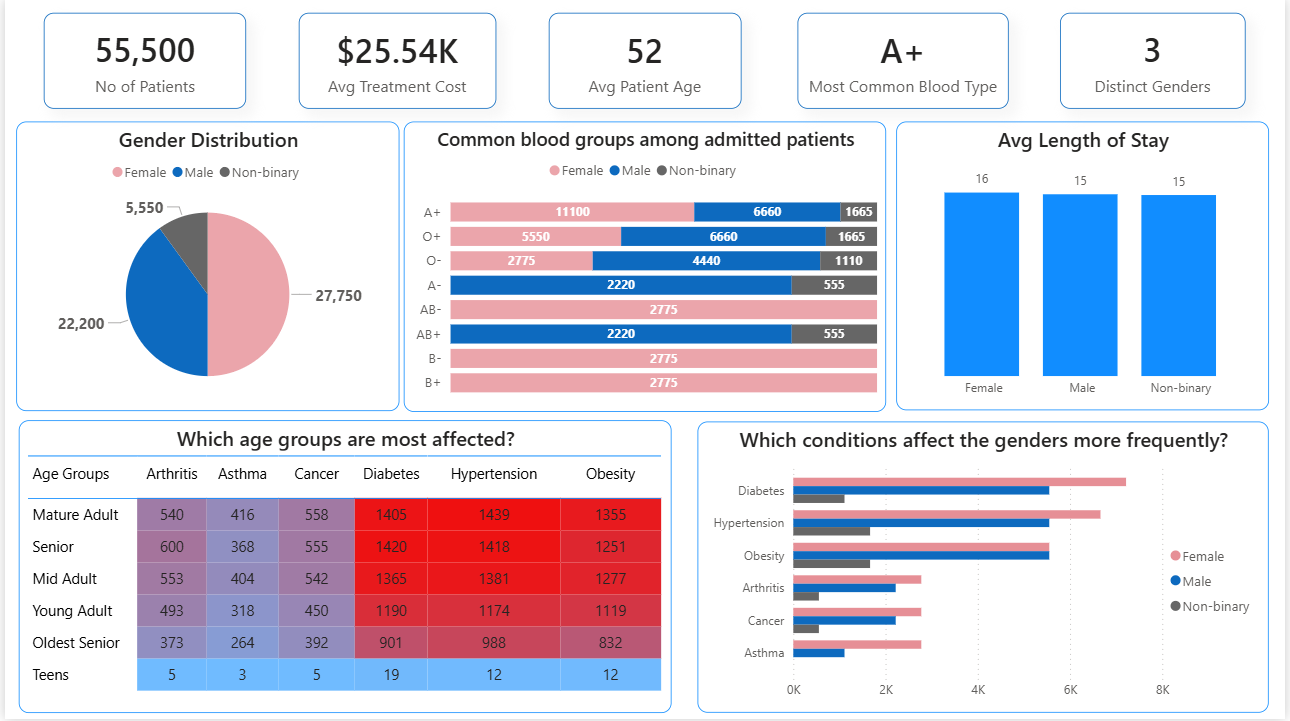 55,500
No of Patients
$25.54K
Avg Treatment Cost
52
Avg Patient Age
A+
Most Common Blood Type
3
Distinct Genders
Gender Distribution
Female Male Non-binary
5,550
27,750
22,200
Common blood groups among admitted patients
Female Male Non-binary
A+ 11100 6660 1665
O+ 5550 6660 1665
O- 2775 4440 1110
A- 2220 555
AB- 2775
AB+ 2220 555
B- 2775
B+ 2775
Avg Length of Stay
16 15 15
Female Male Non-binary
Which age groups are most affected?
Age Groups Arthritis Asthma Cancer Diabetes Hypertension Obesity
Mature Adult 540 416 558 1405 1439 1355
Senior 600 368 555 1420 1418 1251
Mid Adult 553 404 542 1365 1381 1277
Young Adult 493 318 450 1190 1174 1119
Oldest Senior 373 264 392 901 988 832
Teens 5 3 5 19 12 12
Which conditions affect the genders more frequently?
Diabetes
Hypertension
Obesity
Arthritis
Cancer
Asthma
0K 2K 4K 6K 8K
Female
Male
Non-binary